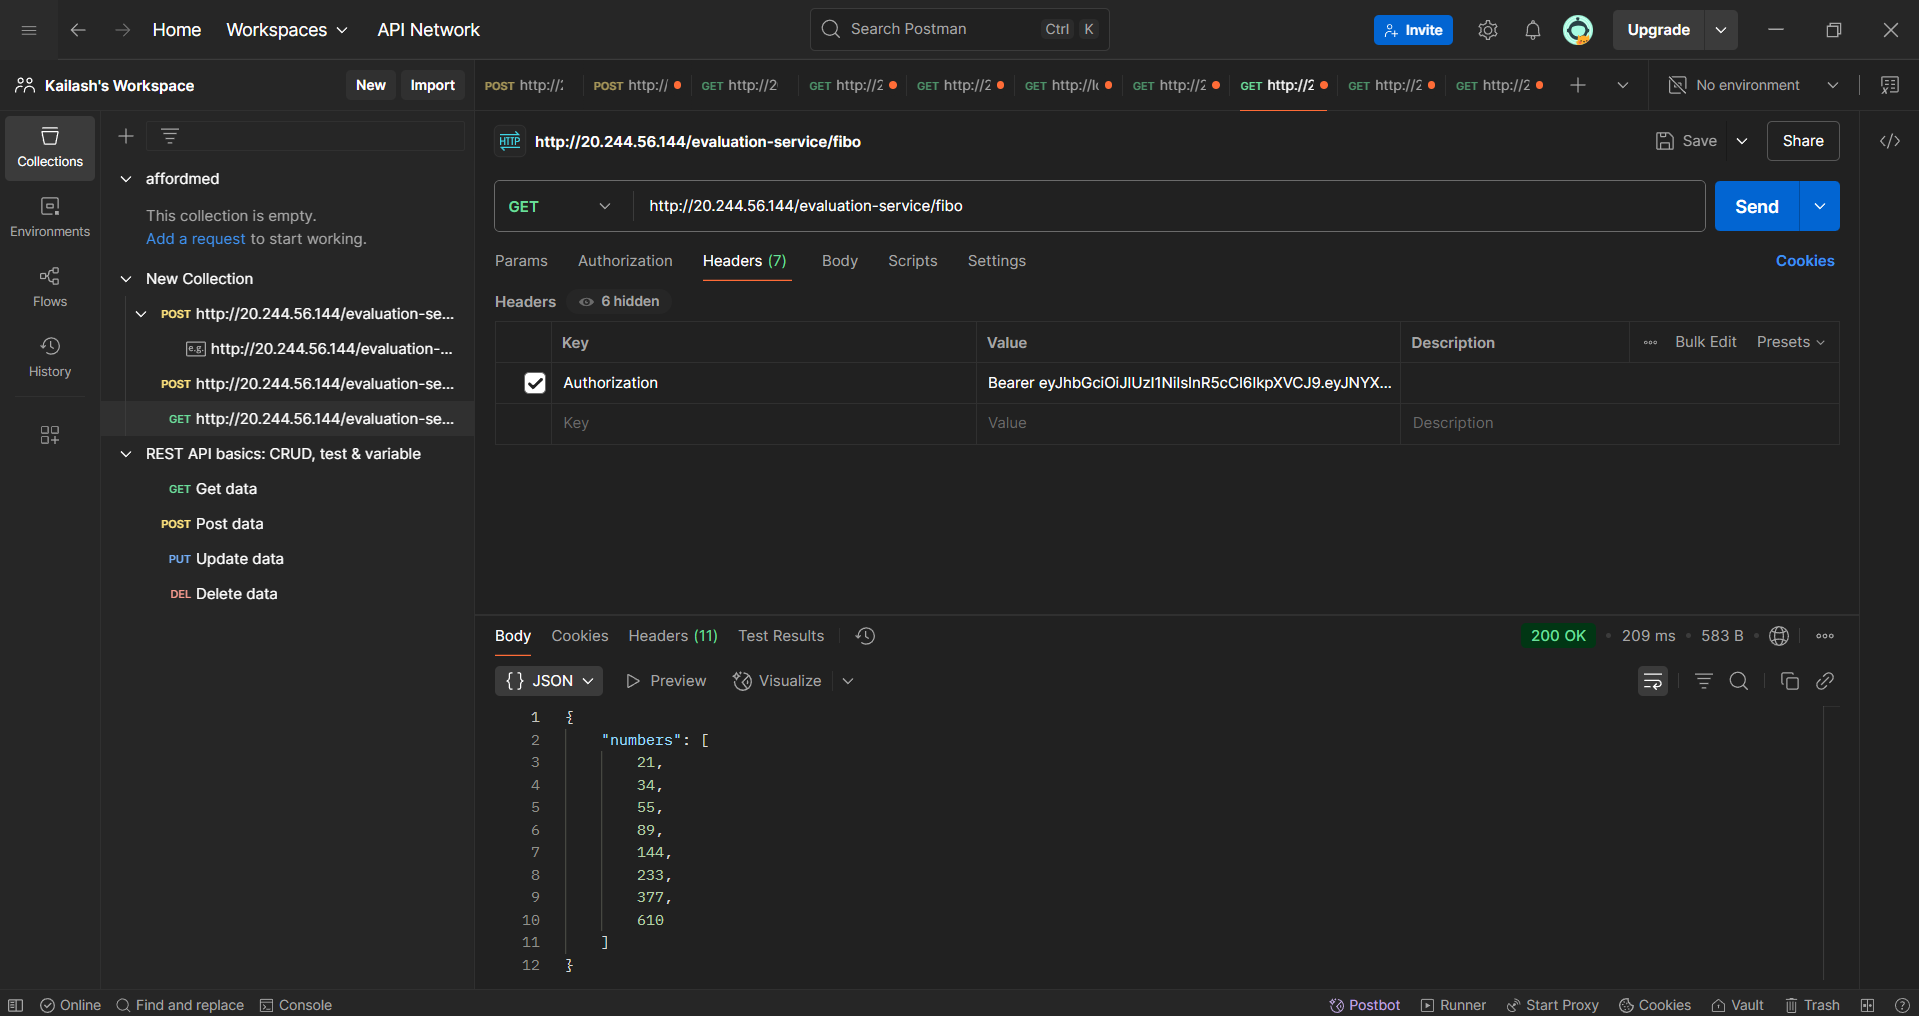 Home Workspaces API Network Search Postman Ctrl K Invite Upgrade
Kailash's Workspace New Import POST http://2 POST http:// GET http://2 GET http://2 GET http://2 GET http://lo GET http://2 GET http://2 GET http://2 GET http://2 No environment
Collections
Environments
Flows
History
affordmed
This collection is empty.
Add a request to start working.
New Collection
POST http://20.244.56.144/evaluation-se...
e.g. http://20.244.56.144/evaluation-...
POST http://20.244.56.144/evaluation-se...
GET http://20.244.56.144/evaluation-se...
REST API basics: CRUD, test & variable
GET Get data
POST Post data
PUT Update data
DEL Delete data
HTTP http://20.244.56.144/evaluation-service/fibo Save Share
GET http://20.244.56.144/evaluation-service/fibo Send
Params Authorization Headers (7) Body Scripts Settings Cookies
Headers 6 hidden
Key Value Description Bulk Edit Presets
Authorization Bearer eyJhbGciOiJIUzI1NiIsInR5cCI6IkpXVCJ9.eyJNYX...
Key Value Description
Body Cookies Headers (11) Test Results 200 OK 209 ms 583 B
{} JSON Preview Visualize
1 {
2 "numbers": [
3 21,
4 34,
5 55,
6 89,
7 144,
8 233,
9 377,
10 610
11 ]
12 }
Online Find and replace Console Postbot Runner Start Proxy Cookies Vault Trash